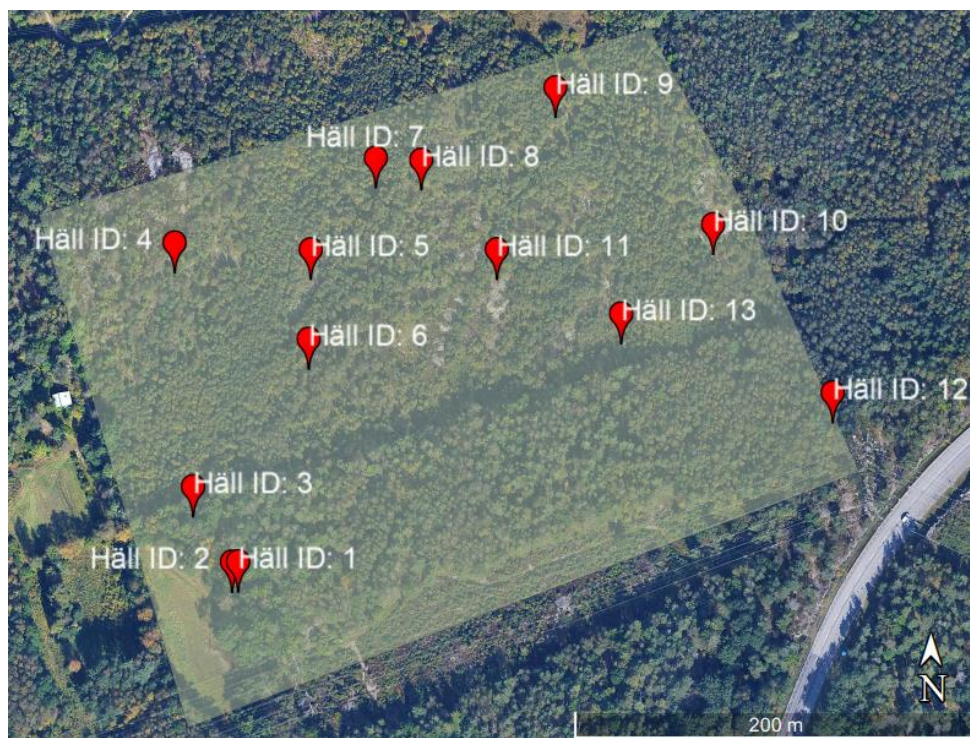 Häll ID: 9
Häll ID: 7
Häll ID: 8
Häll ID: 10
Häll ID: 4
Häll ID: 5
Häll ID: 11
Häll ID: 13
Häll ID: 6
Häll ID: 12
Häll ID: 3
Häll ID: 2
Häll ID: 1
N
200 m